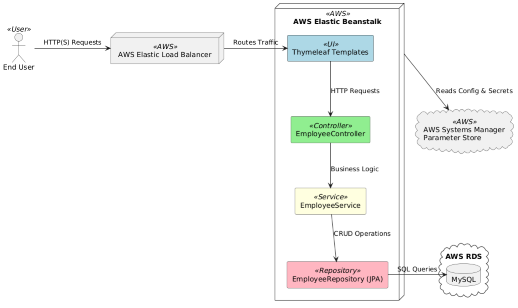 «User»
End User
HTTP(S) Requests
«AWS»
AWS Elastic Load Balancer
Routes Traffic
«AWS»
AWS Elastic Beanstalk
«UI»
Thymeleaf Templates
HTTP Requests
«Controller»
EmployeeController
Business Logic
«Service»
EmployeeService
CRUD Operations
«Repository»
EmployeeRepository (JPA)
Reads Config & Secrets
«AWS»
AWS Systems Manager
Parameter Store
SQL Queries
AWS RDS
MySQL